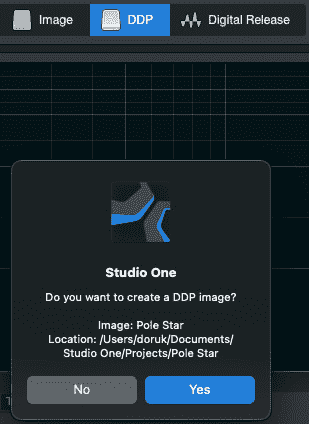 Image
DDP
Digital Release
Studio One
Do you want to create a DDP image?
Image: Pole Star
Location: /Users/doruk/Documents/
Studio One/Projects/Pole Star
No
Yes